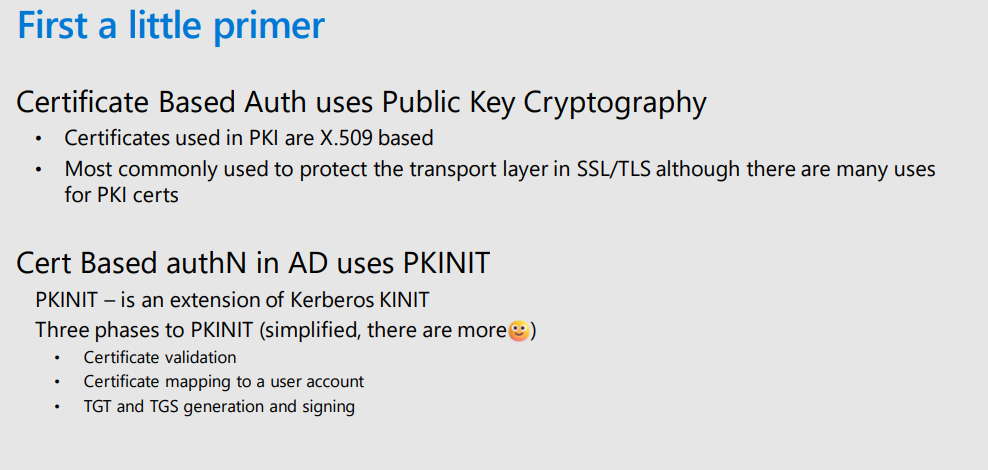 First a little primer
Certificate Based Auth uses Public Key Cryptography
• Certificates used in PKI are X.509 based
• Most commonly used to protect the transport layer in SSL/TLS although there are many uses
for PKI certs
Cert Based authN in AD uses PKINIT
PKINIT – is an extension of Kerberos KINIT
Three phases to PKINIT (simplified, there are more🙂)
• Certificate validation
• Certificate mapping to a user account
• TGT and TGS generation and signing